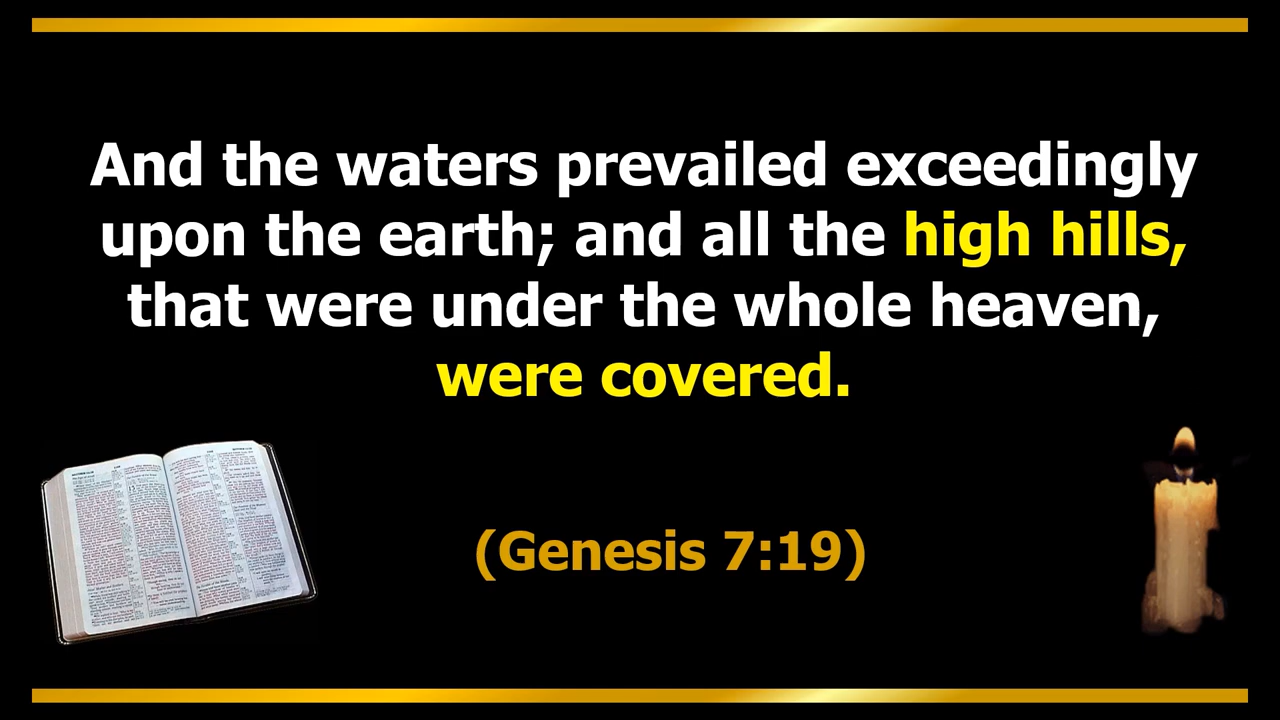 And the waters prevailed exceedingly
upon the earth; and all the high hills,
that were under the whole heaven,
were covered.
(Genesis 7:19)